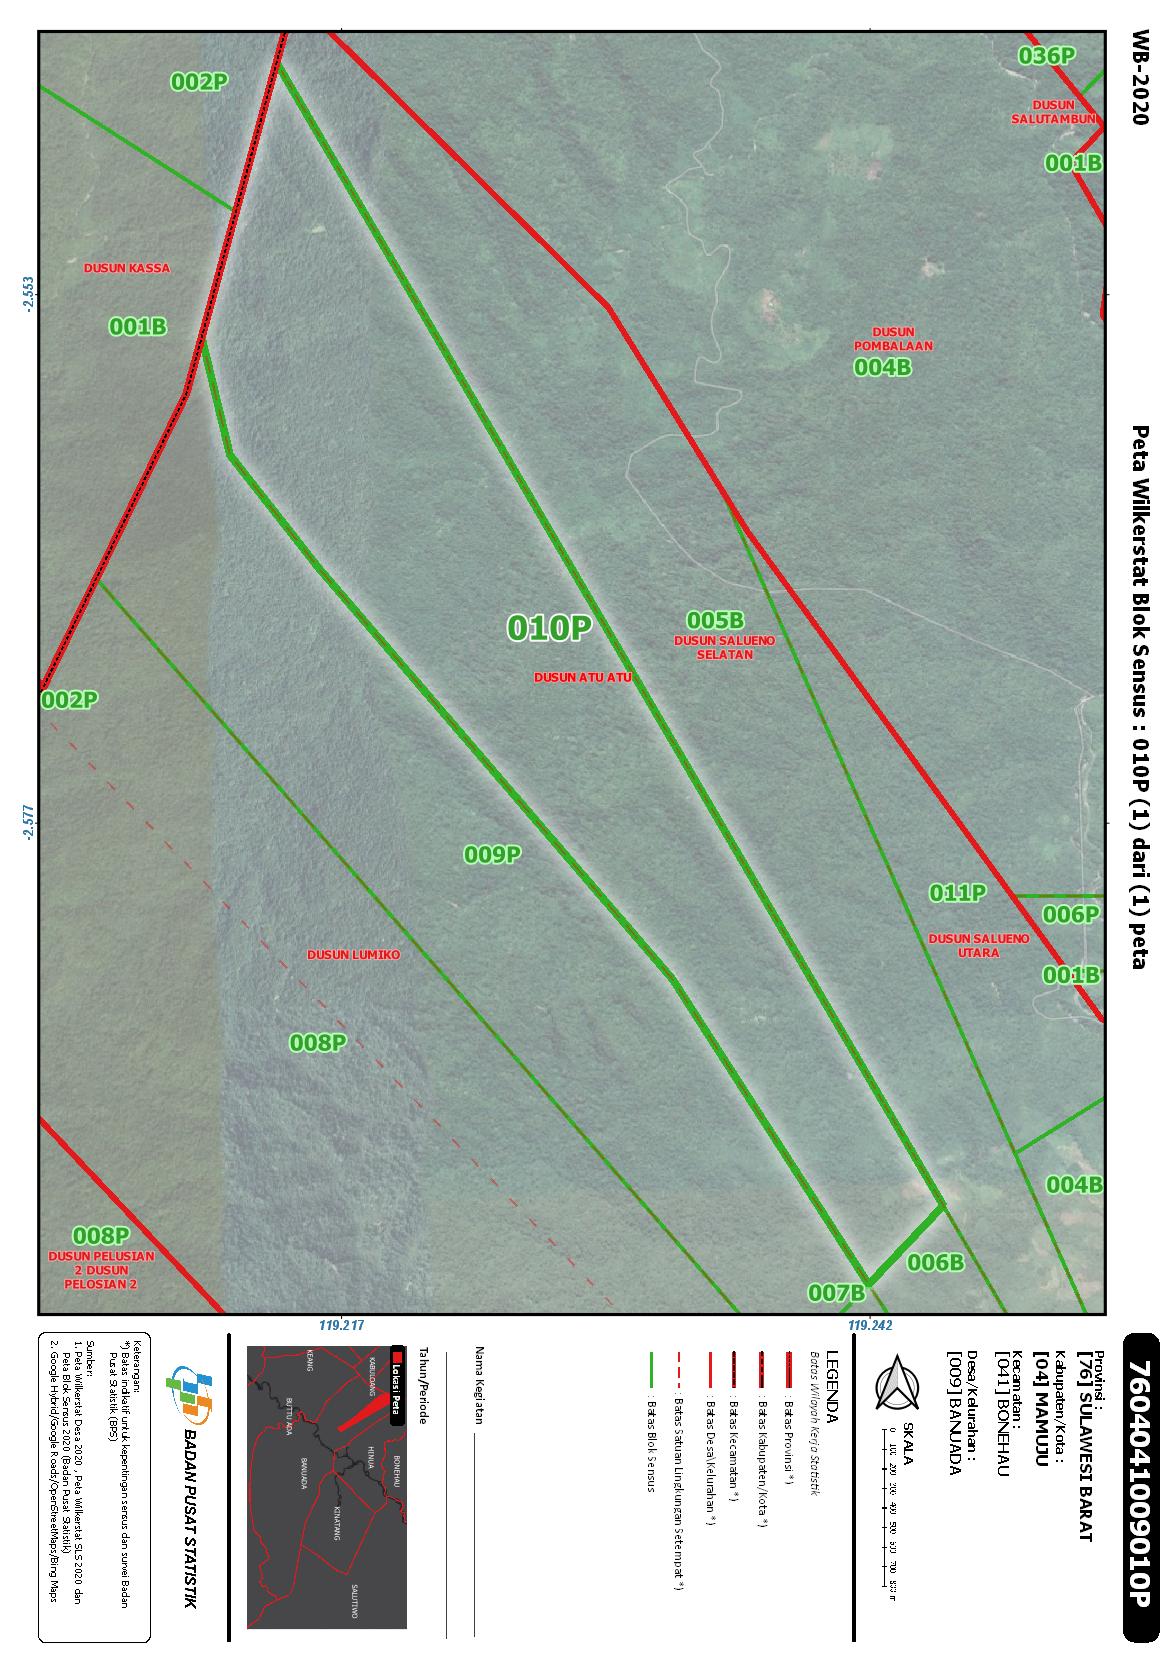 WB-2020
Peta Wilkerstat Blok Sensus : 010P (1) dari (1) peta
7604041009010P
002P
036P
DUSUN
SALUTAMBUN
001B
DUSUN KASSA
001B
-2.553
DUSUN
POMBALAAN
004B
010P
DUSUN ATU ATU
005B
DUSUN SALUENO
SELATAN
002P
-2.577
009P
011P
006P
DUSUN SALUENO
UTARA
001B
DUSUN LUMIKO
008P
004B
008P
DUSUN PELUSIAN
2 DUSUN
PELOSIAN 2
006B
007B
119.217
119.242
Provinsi :
[76] SULAWESI BARAT
Kabupaten/Kota :
[04] MAMUJU
Kecamatan :
[041] BONEHAU
Desa/Kelurahan :
[009] BANUADA
SKALA
0 100 200 300 400 500 600 700 800 m
LEGENDA
Batas Wilayah Kerja Statistik
: Batas Provinsi *)
: Batas Kabupaten/Kota *)
: Batas Kecamatan *)
: Batas Desa\Kelurahan *)
: Batas Satuan Lingkungan Setempat *)
: Batas Blok Sensus
Nama Kegiatan
Tahun/Periode
Lokasi Peta
BONEHAU
KABULOANG
HINUA
KINATANG
SALUTIWO
KEANG
BUTTU ADA
BANUADA
BADAN PUSAT STATISTIK
Keterangan:
*) Batas indikatif untuk kepentingan sensus dan survei Badan
Pusat Statistik (BPS)
Sumber:
1. Peta Wilkerstat Desa 2020 , Peta Wilkerstat SLS 2020 dan
Peta Blok Sensus 2020 (Badan Pusat Statistik)
2. Google Hybrid/Google Roads/OpenStreetMaps/Bing Maps